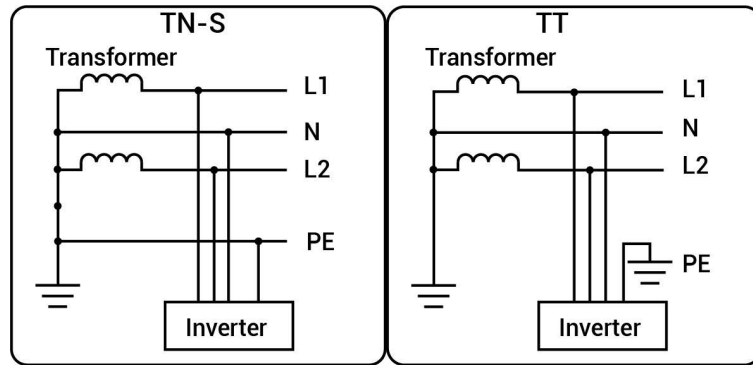 TN-S
Transformer
L1
N
L2
PE
Inverter
TT
Transformer
L1
N
L2
PE
Inverter